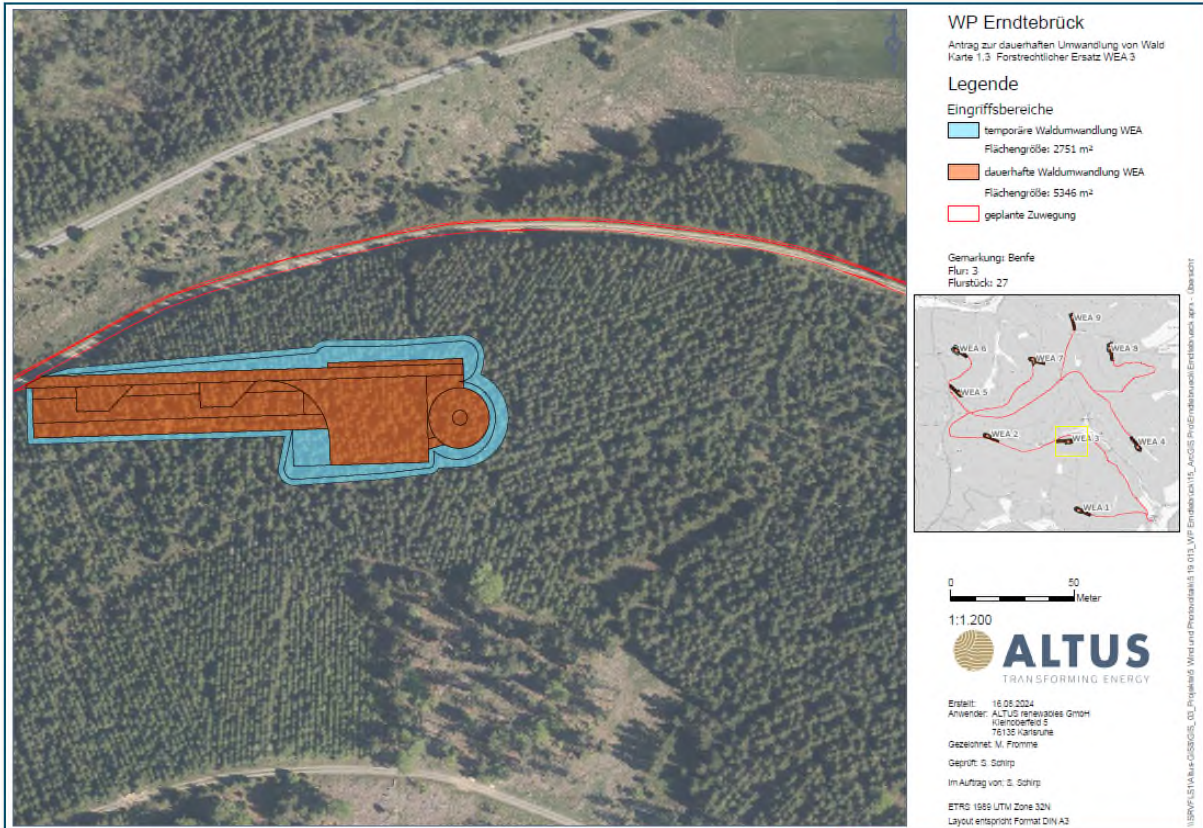 WP Erndtebrück
Antrag zur dauerhaften Umwandlung von Wald
Karte 1.3 Forstrechtlicher Ersatz WEA 3
Legende
Eingriffsbereiche
temporäre Waldumwandlung WEA
Flächengröße: 2751 m²
dauerhafte Waldumwandlung WEA
Flächengröße: 5346 m²
geplante Zuwegung
Gemarkung: Benfe
Flur: 3
Flurstück: 27
WEA 9
WEA 6
WEA 7
WEA 8
WEA 5
WEA 2
WEA 3
WEA 4
WEA 1
0 50
Meter
1:1.200
ALTUS
TRANSFORMING ENERGY
Erstellt: 16.08.2024
Anwender: ALTUS renewables GmbH
Kleinoberfeld 5
76135 Karlsruhe
Gezeichnet: M. Fromme
Geprüft: S. Schirp
Im Auftrag von: S. Schirp
ETRS 1989 UTM Zone 32N
Layout entspricht Format DIN A3